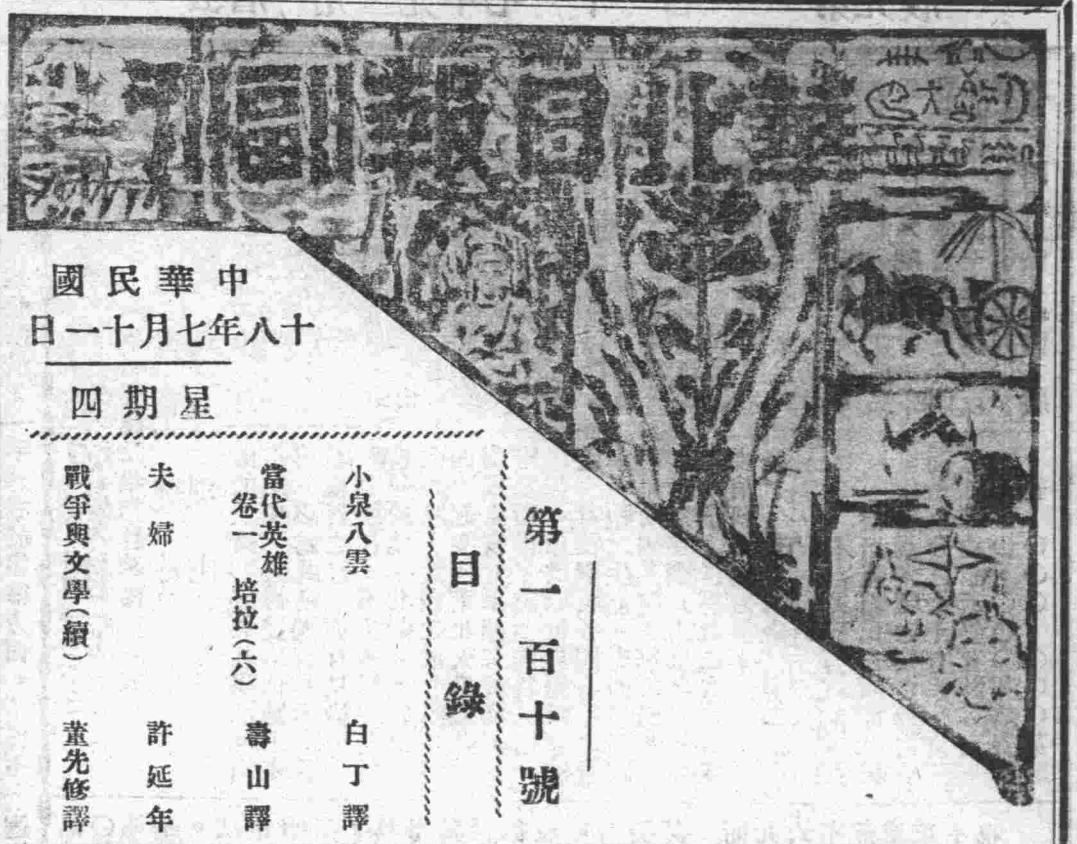 華北日報副刊
中華民國
十八年七月十一日
星期四
第一百十號
目錄
小泉八雲 白丁譯
當代英雄
卷一 培拉(六) 壽山譯
夫婦 許延年
戰爭與文學(續) 董先修譯